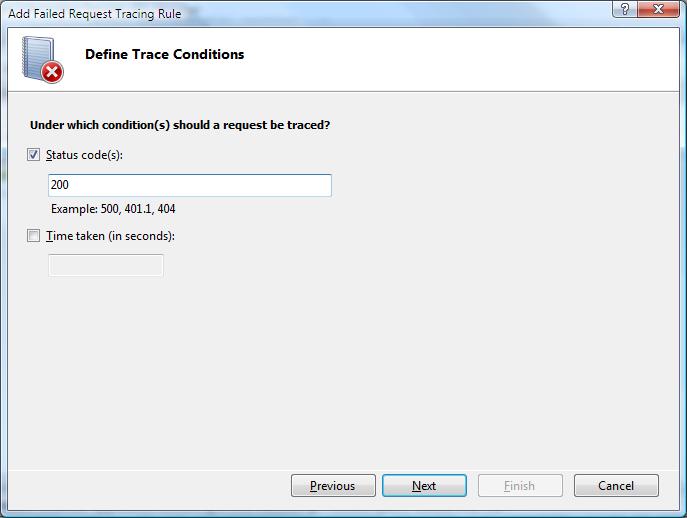 Add Failed Request Tracing Rule
Define Trace Conditions
Under which condition(s) should a request be traced?
Status code(s):
200
Example: 500, 401.1, 404
Time taken (in seconds):
Previous Next Finish Cancel